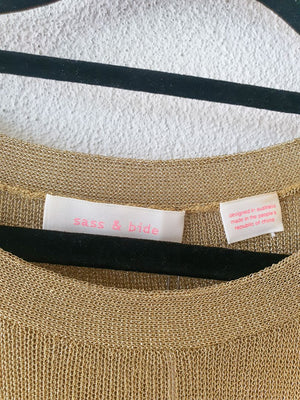 sass & bide
designed in australia
made in the people's
republic of china